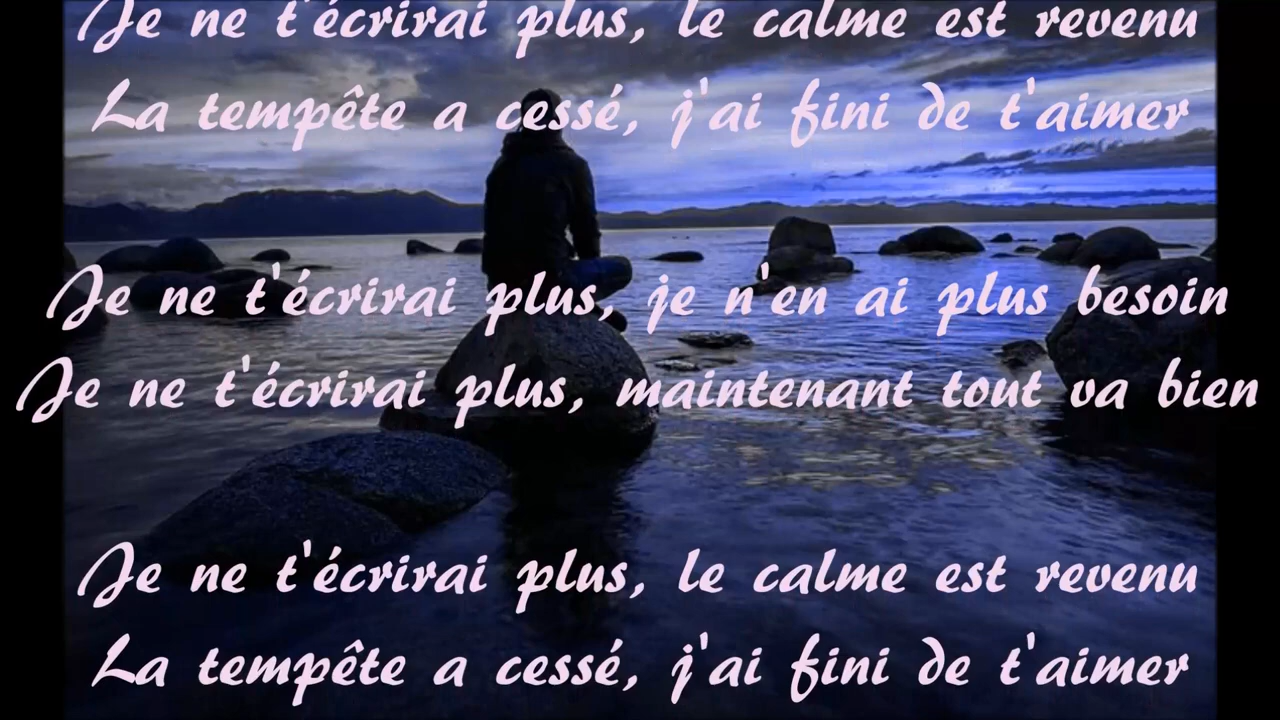 Je ne t'écrirai plus, le calme est revenu
La tempête a cessé, j'ai fini de t'aimer
Je ne t'écrirai plus, je n'en ai plus besoin
Je ne t'écrirai plus, maintenant tout va bien
Je ne t'écrirai plus, le calme est revenu
La tempête a cessé, j'ai fini de t'aimer